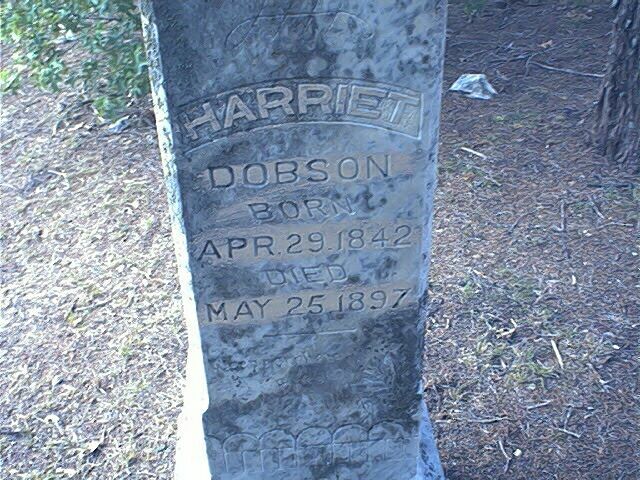 HARRIET
DOBSON
BORN
APR. 29. 1842
DIED
MAY 25. 1897